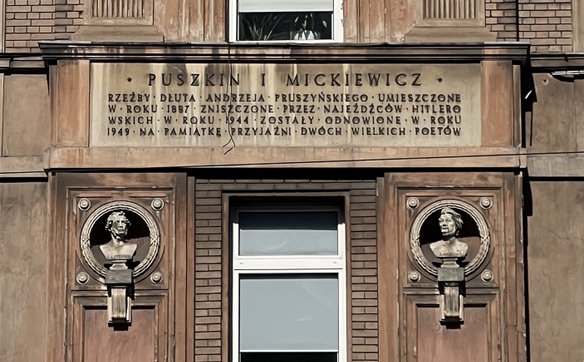 · PUSZKIN I MICKIEWICZ ·
RZEŹBY · DŁUTA · ANDRZEJA · PRUSZYŃSKIEGO · UMIESZCZONE
W · ROKU · 1887 · ZNISZCZONE · PRZEZ · NAJEŹDŹCÓW · HITLERO
WSKICH · W · ROKU · 1944 · ZOSTAŁY · ODNOWIONE · W · ROKU
1949 · NA · PAMIĄTKĘ · PRZYJAŹNI · DWÓCH · WIELKICH · POETÓW